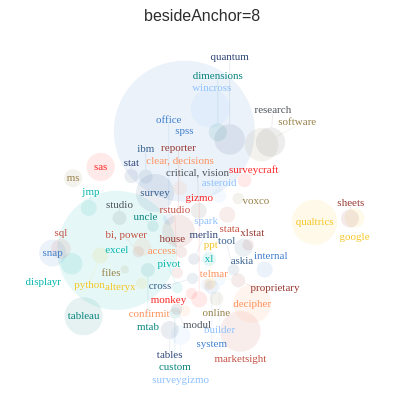 besideAnchor=8
quantum
dimensions
wincross
research
office
software
spss
ibm reporter
stat clear, decisions
sas critical, vision surveycraft
ms asteroid
jmp survey gizmo voxco
studio rstudio sheets
uncle spark qualtrics
sql bi, power house merlin stata xlstat
snap excel access ppt tool google
pivot xl askia internal
files telmar
displayr python alteryx cross proprietary
monkey decipher
tableau confirmit online
mtab modul builder
system
tables marketsight
custom
surveygizmo